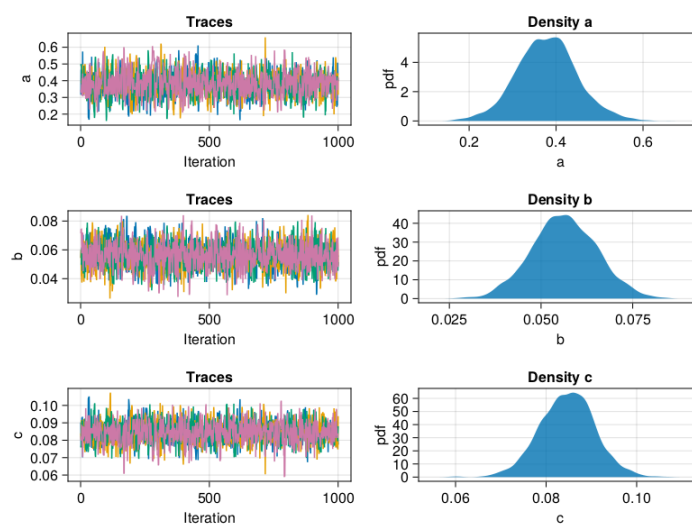 Traces
0.6
0.5
0.4
0.3
0.2
a
0 500 1000
Iteration
Density a
4
2
0
pdf
0.2 0.4 0.6
a
Traces
0.08
0.06
0.04
b
0 500 1000
Iteration
Density b
40
30
20
10
0
pdf
0.025 0.050 0.075
b
Traces
0.10
0.09
0.08
0.07
0.06
c
0 500 1000
Iteration
Density c
60
50
40
30
20
10
0
pdf
0.06 0.08 0.10
c